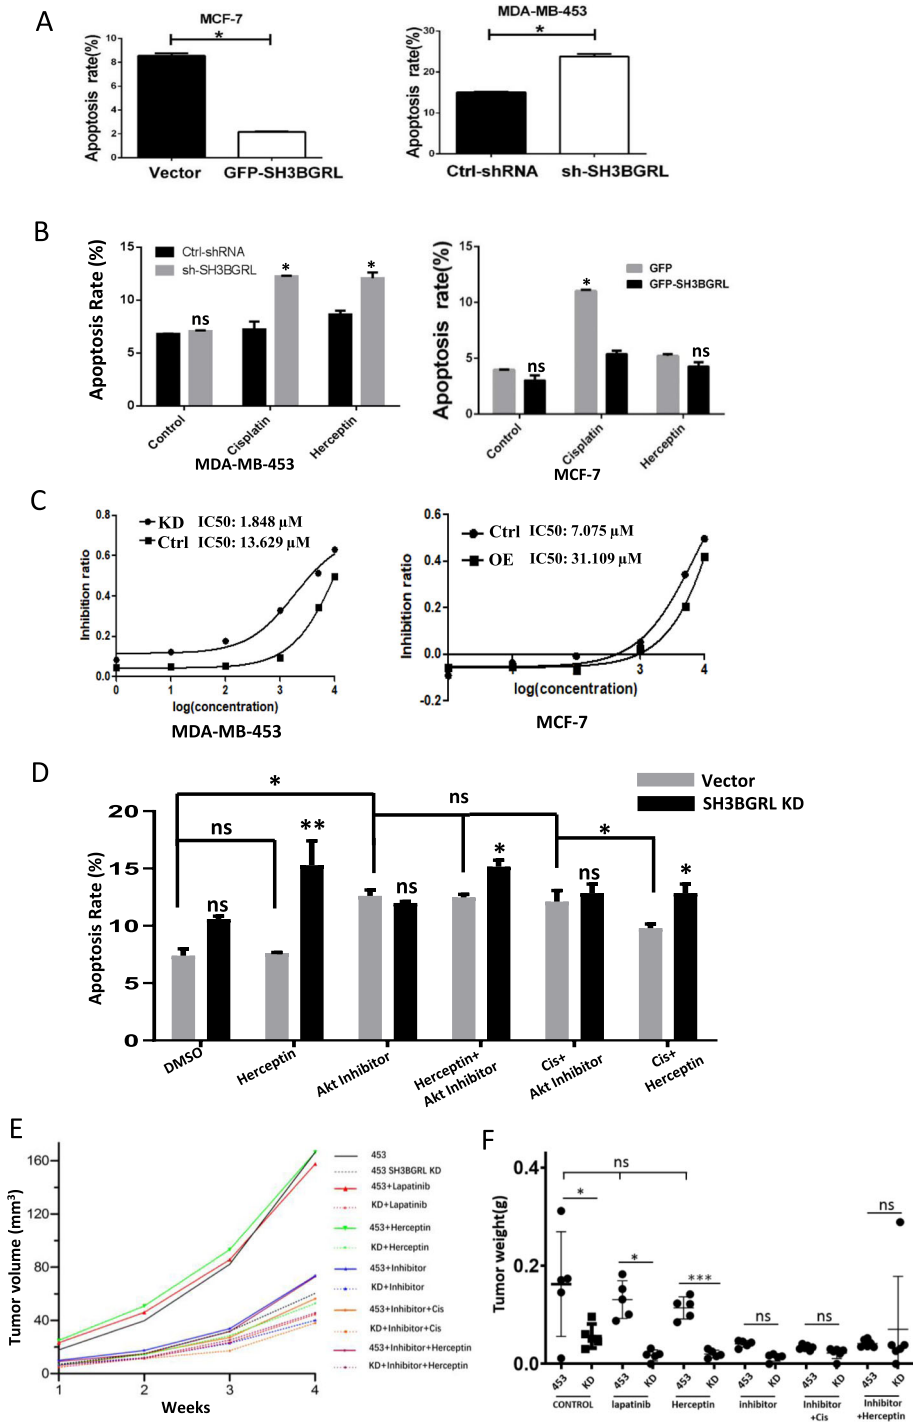 A
MCF-7
*
Apoptosis rate(%)
10
8
6
4
2
0
Vector
GFP-SH3BGRL
MDA-MB-453
*
Apoptosis rate(%)
30
20
10
0
Ctrl-shRNA
sh-SH3BGRL
B
Apoptosis Rate (%)
15
10
5
0
Ctrl-shRNA
sh-SH3BGRL
ns
*
*
Control
Cisplatin
Herceptin
MDA-MB-453
Apoptosis rate(%)
15
10
5
0
GFP
GFP-SH3BGRL
ns
*
ns
Control
Cisplatin
Herceptin
MCF-7
C
Inhibition ratio
0.8
0.6
0.4
0.2
0.0
KD IC50: 1.848 μM
Ctrl IC50: 13.629 μM
0 1 2 3 4
log(concentration)
MDA-MB-453
Inhibition ratio
0.6
0.4
0.2
0.0
-0.2
Ctrl IC50: 7.075 μM
OE IC50: 31.109 μM
1 2 3 4
log(concentration)
MCF-7
D
Vector
SH3BGRL KD
Apoptosis Rate (%)
20
15
10
5
0
*
ns
ns
*
ns
**
ns
*
ns
*
DMSO
Herceptin
Akt Inhibitor
Herceptin+
Akt Inhibitor
Cis+
Akt Inhibitor
Cis+
Herceptin
E
Tumor volume (mm³)
160
120
80
40
0
1 2 3 4
Weeks
453
453 SH3BGRL KD
453+Lapatinib
KD+Lapatinib
453+Herceptin
KD+Herceptin
453+Inhibitor
KD+Inhibitor
453+Inhibitor+Cis
KD+Inhibitor+Cis
453+Inhibitor+Herceptin
KD+Inhibitor+Herceptin
F
Tumor weight(g)
0.4
0.2
0.0
ns
*
*
***
ns
ns
ns
453 KD 453 KD 453 KD 453 KD 453 KD 453 KD
CONTROL
lapatinib
Herceptin
inhibitor
Inhibitor
+Cis
Inhibitor
+Herceptin